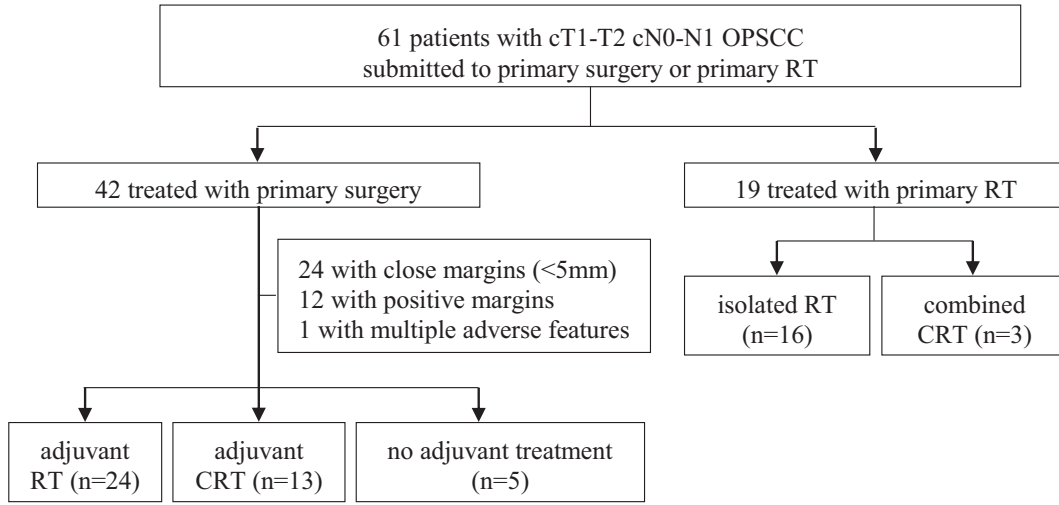 61 patients with cT1-T2 cN0-N1 OPSCC
submitted to primary surgery or primary RT
42 treated with primary surgery
19 treated with primary RT
24 with close margins (<5mm)
12 with positive margins
1 with multiple adverse features
isolated RT
(n=16)
combined
CRT (n=3)
adjuvant
RT (n=24)
adjuvant
CRT (n=13)
no adjuvant treatment
(n=5)